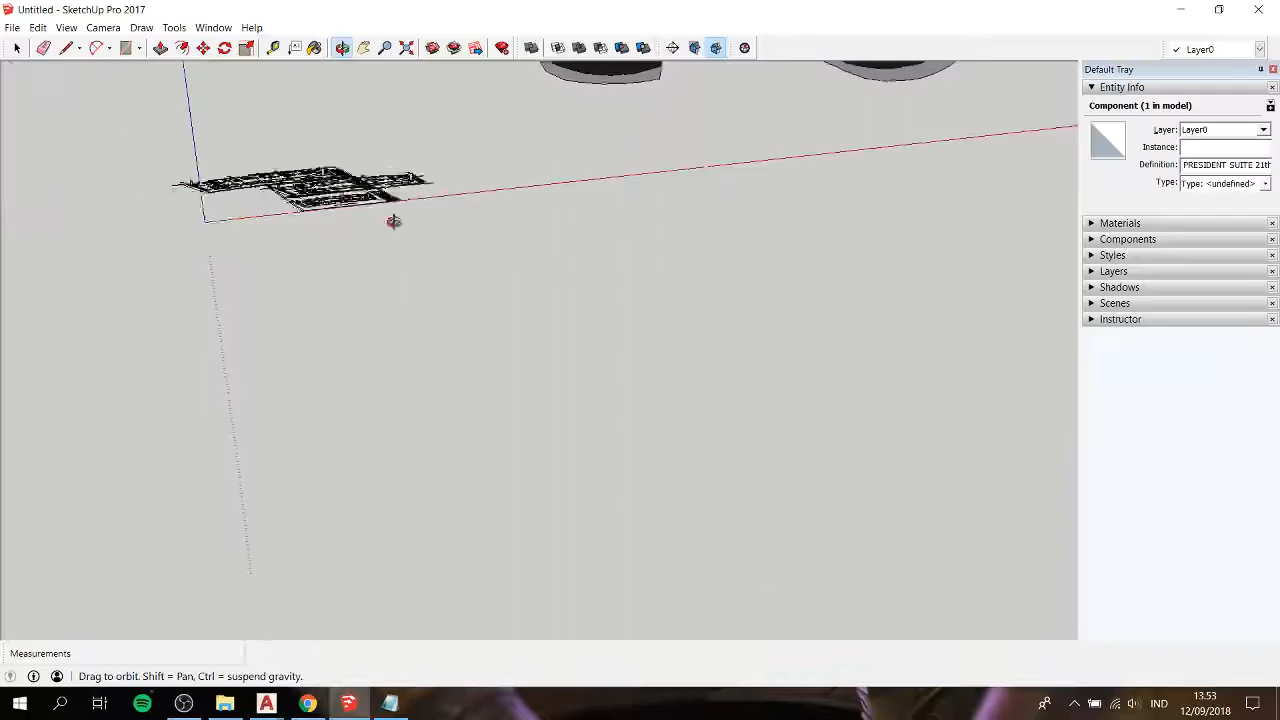 Untitled - SketchUp Pro 2017
File Edit View Camera Draw Tools Window Help
Layer0
Default Tray
Entity Info
Component (1 in model)
Layer: Layer0
Instance:
Definition: PRESIDENT SUITE 21th
Type: Type: <undefined>
Materials
Components
Styles
Layers
Shadows
Scenes
Instructor
Measurements
Drag to orbit. Shift = Pan, Ctrl = suspend gravity.
IND
13.53
12/09/2018